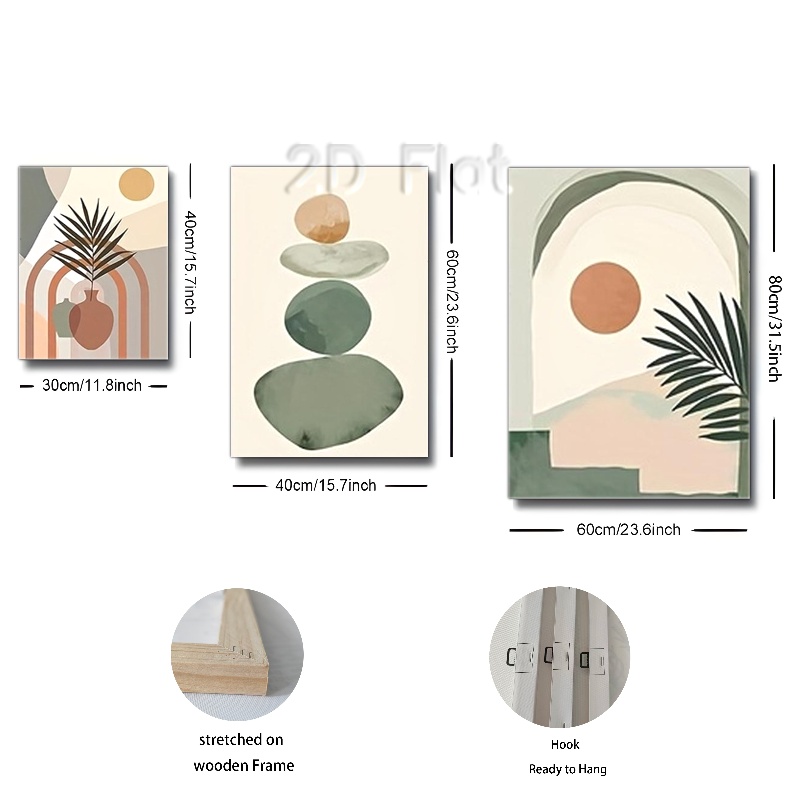 2D Flat
40cm/15.7inch
30cm/11.8inch
60cm/23.6inch
40cm/15.7inch
80cm/31.5inch
60cm/23.6inch
stretched on
wooden Frame
Hook
Ready to Hang